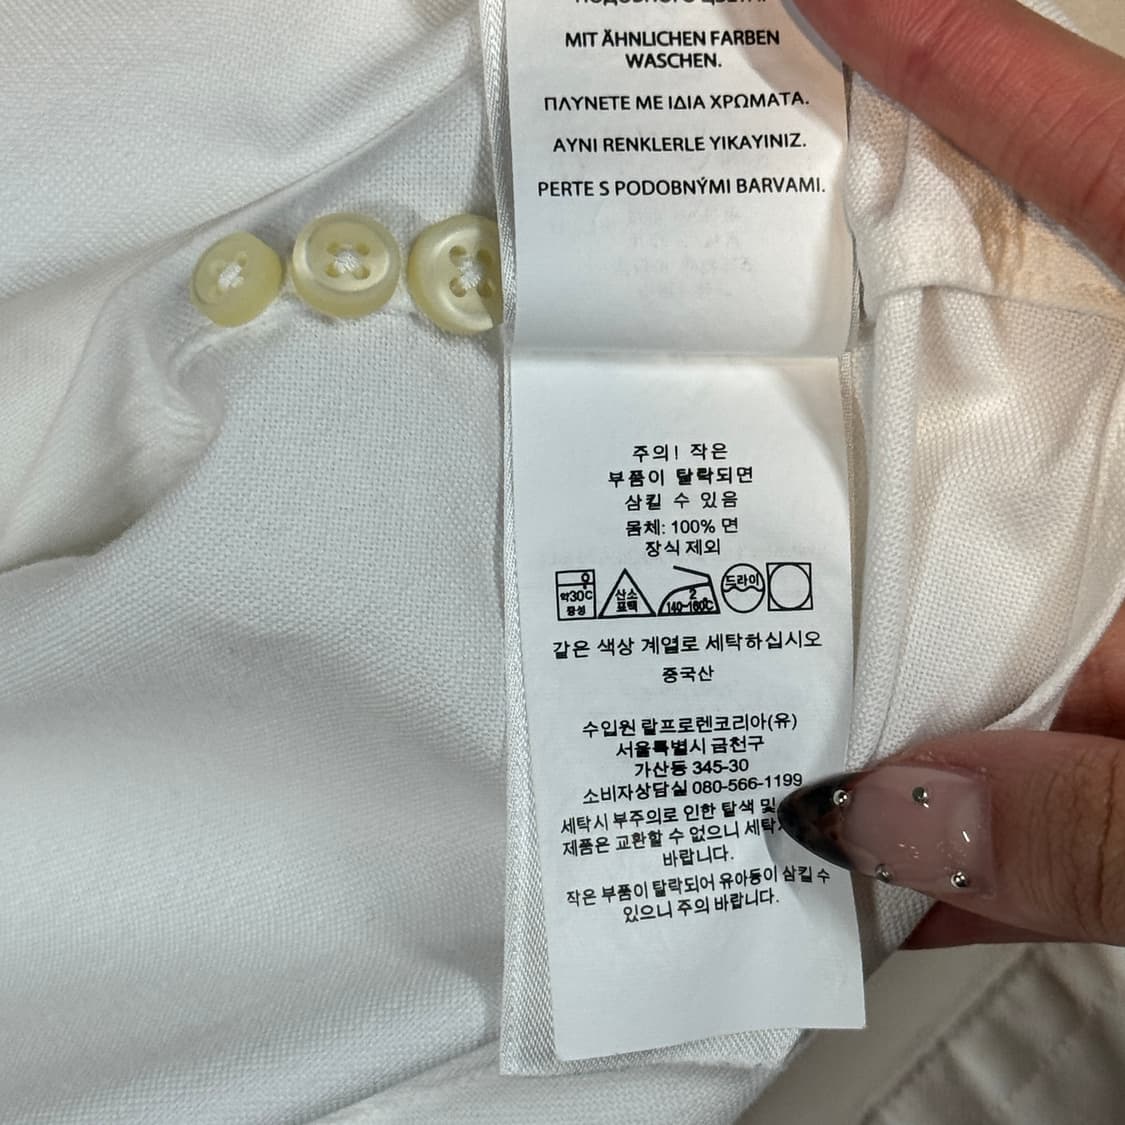 ПОДОБНОГО ЦВЕТА.
MIT ÄHNLICHEN FARBEN
WASCHEN.
ΠΛΥΝΕΤΕ ΜΕ ΙΔΙΑ ΧΡΩΜΑΤΑ.
AYNI RENKLERLE YIKAYINIZ.
PERTE S PODOBNÝMI BARVAMI.
주의! 작은
부품이 탈락되면
삼킬 수 있음
몸체: 100% 면
장식 제외
약30℃
중성
산소
표백
2
140~160℃
드라이
같은 색상 계열로 세탁하십시오
중국산
수입원 랄프로렌코리아(유)
서울특별시 금천구
가산동 345-30
소비자상담실 080-566-1199
세탁시 부주의로 인한 탈색 및
제품은 교환할 수 없으니 세탁
바랍니다.
작은 부품이 탈락되어 유아동이 삼킬 수
있으니 주의 바랍니다.